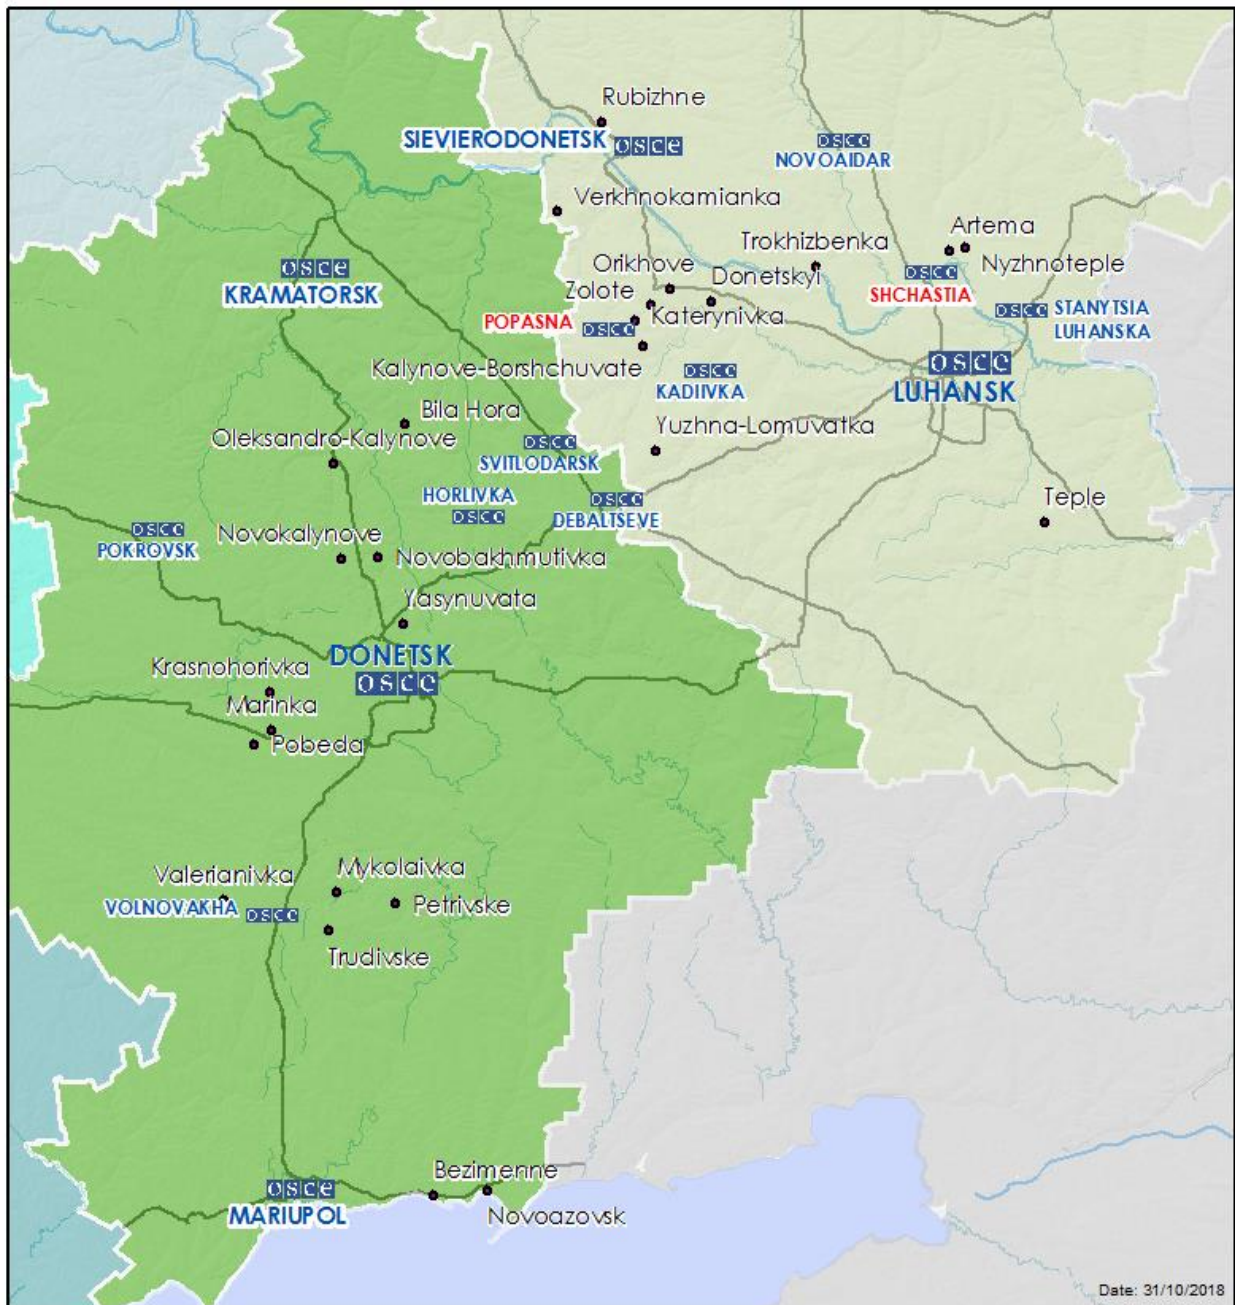 Rubizhne
SIEVIERODONETSK
OSCE
OSCE
NOVOAIDAR
Verkhnokamianka
Artema
Trokhizbenka
Nyzhnoteple
Orikhove
Donetskyi
OSCE
KRAMATORSK
Zolote
OSCE
SHCHASTIA
POPASNA
OSCE
Katerynivka
OSCE
STANYTSIA
LUHANSKA
Kalynove-Borshchuvate
OSCE
KADIIVKA
OSCE
LUHANSK
Bila Hora
Yuzhna-Lomuvatka
Oleksandro-Kalynove
OSCE
SVITLODARSK
HORLIVKA
OSCE
OSCE
DEBALTSEVE
Teple
OSCE
POKROVSK
Novokalynove
Novobakhmutivka
Yasynuvata
DONETSK
OSCE
Krasnohorivka
Marinka
Pobeda
Valerianivka
Mykolaivka
VOLNOVAKHA
OSCE
Petrivske
Trudivske
Bezimenne
OSCE
MARIUPOL
Novoazovsk
Date: 31/10/2018